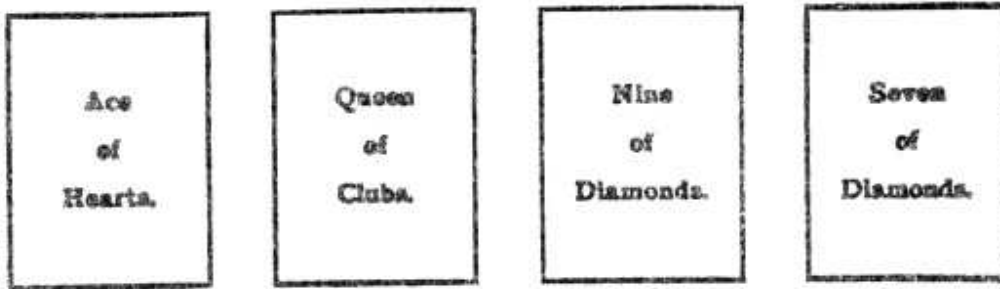 Ace
of
Hearts.
Queen
of
Clubs.
Nine
of
Diamonds.
Seven
of
Diamonds.